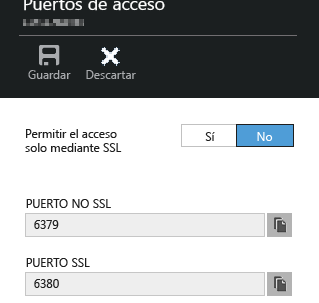 Puertos de acceso
Guardar
Descartar
Permitir el acceso
solo mediante SSL
Sí
No
PUERTO NO SSL
6379
PUERTO SSL
6380